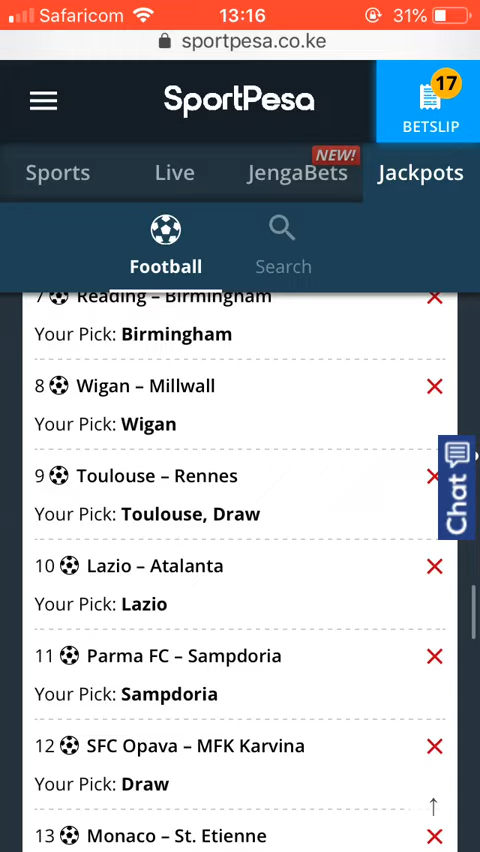 Safaricom 13:16 31%
sportpesa.co.ke
SportPesa
17
BETSLIP
NEW!
Sports Live JengaBets Jackpots
Football Search
7 Reading – Birmingham
Your Pick: Birmingham
8 Wigan – Millwall
Your Pick: Wigan
9 Toulouse – Rennes
Your Pick: Toulouse, Draw
Chat
10 Lazio – Atalanta
Your Pick: Lazio
11 Parma FC – Sampdoria
Your Pick: Sampdoria
12 SFC Opava – MFK Karvina
Your Pick: Draw
13 Monaco – St. Etienne